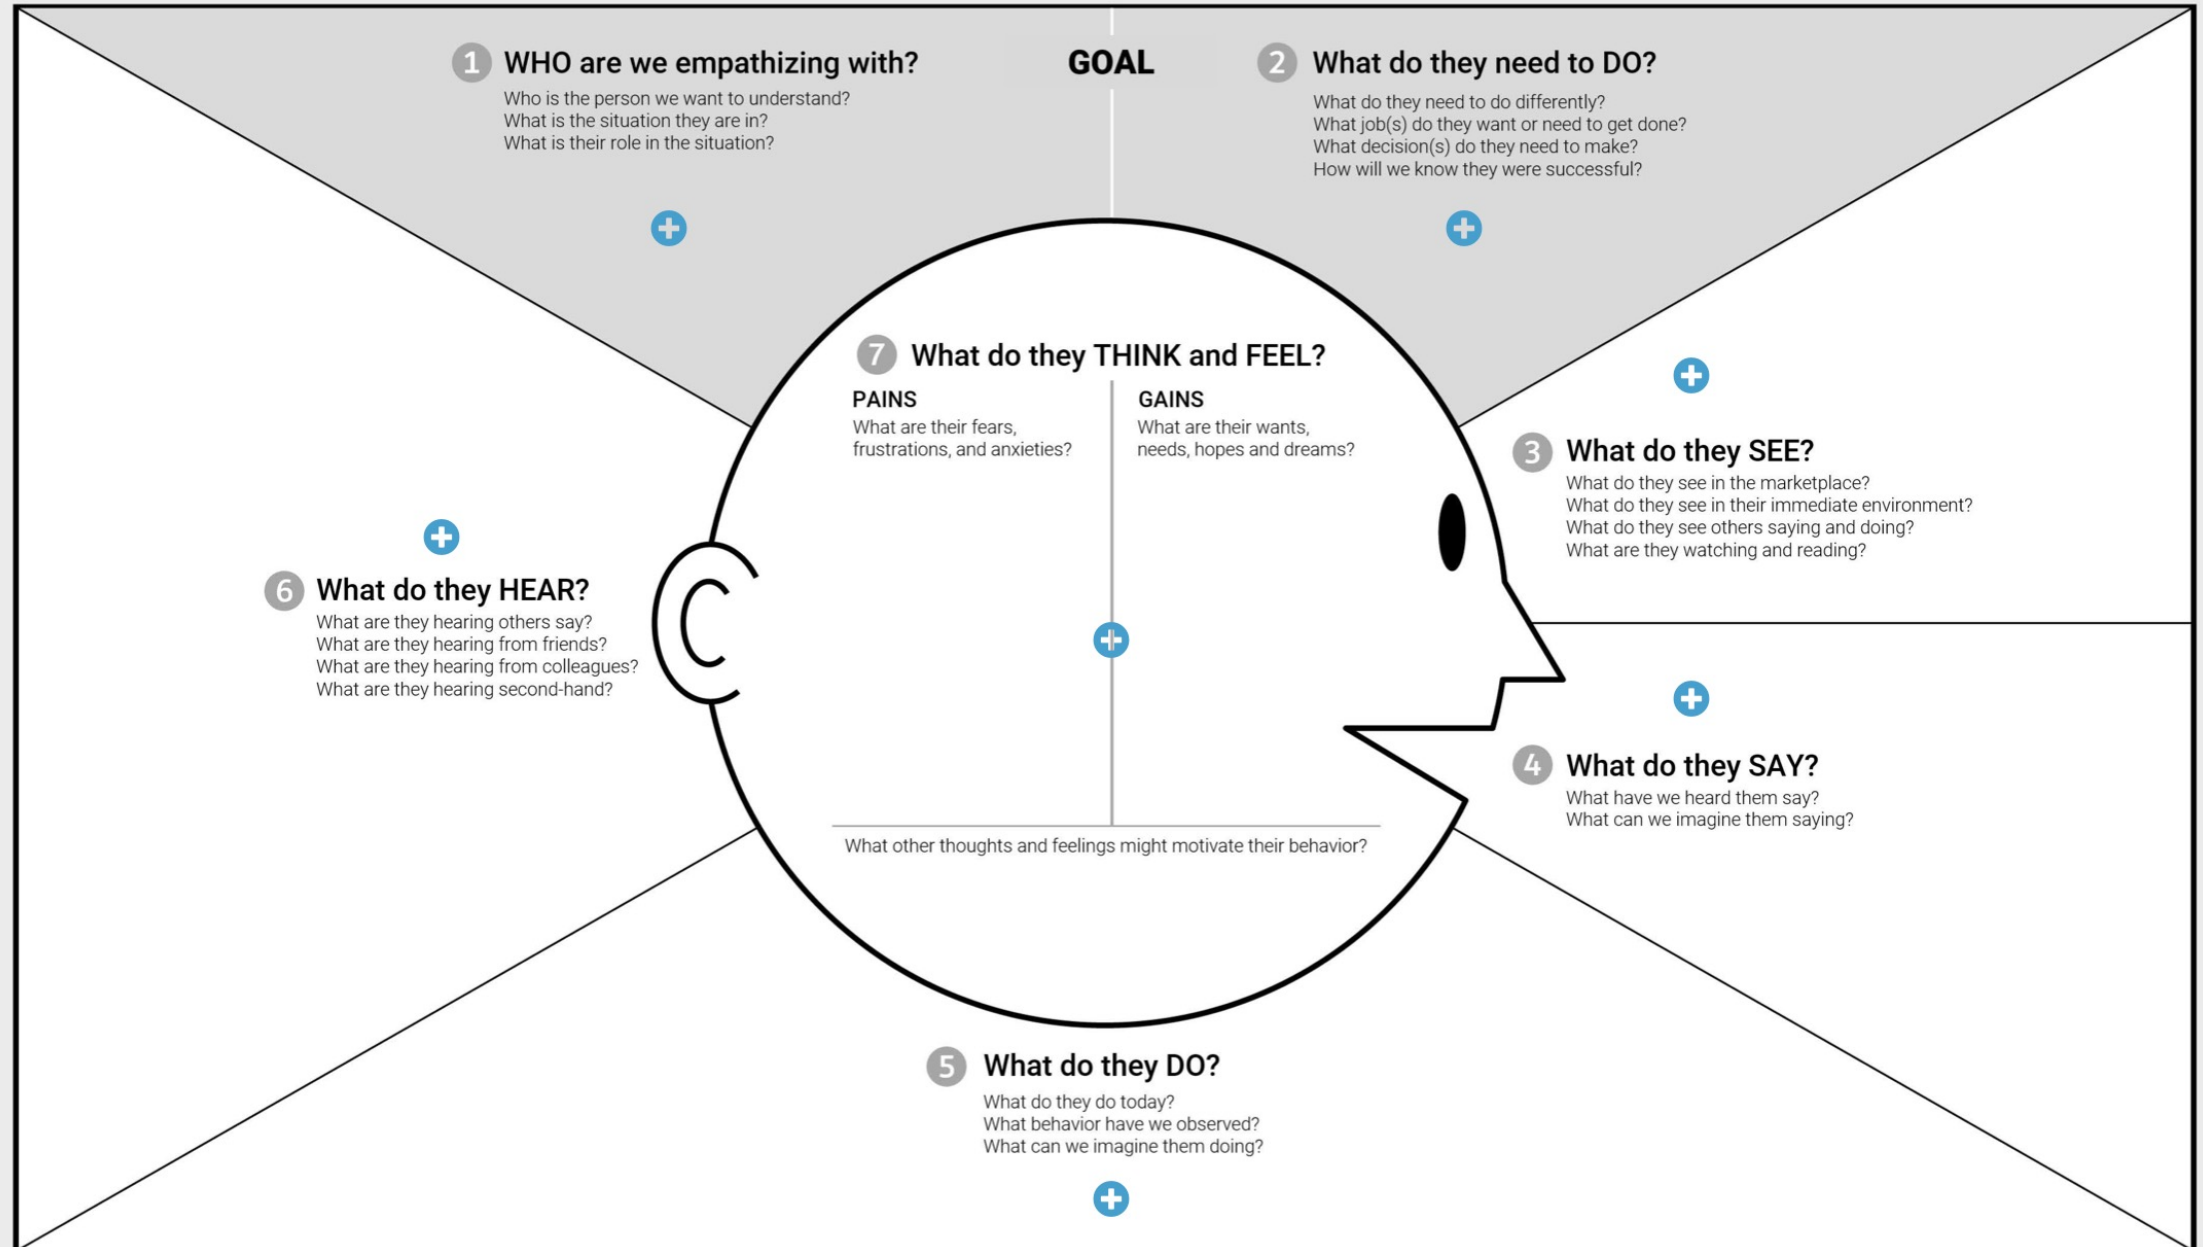 GOAL
1 WHO are we empathizing with?
Who is the person we want to understand?
What is the situation they are in?
What is their role in the situation?
2 What do they need to DO?
What do they need to do differently?
What job(s) do they want or need to get done?
What decision(s) do they need to make?
How will we know they were successful?
3 What do they SEE?
What do they see in the marketplace?
What do they see in their immediate environment?
What do they see others saying and doing?
What are they watching and reading?
4 What do they SAY?
What have we heard them say?
What can we imagine them saying?
5 What do they DO?
What do they do today?
What behavior have we observed?
What can we imagine them doing?
6 What do they HEAR?
What are they hearing others say?
What are they hearing from friends?
What are they hearing from colleagues?
What are they hearing second-hand?
7 What do they THINK and FEEL?
PAINS
What are their fears,
frustrations, and anxieties?
GAINS
What are their wants,
needs, hopes and dreams?
What other thoughts and feelings might motivate their behavior?